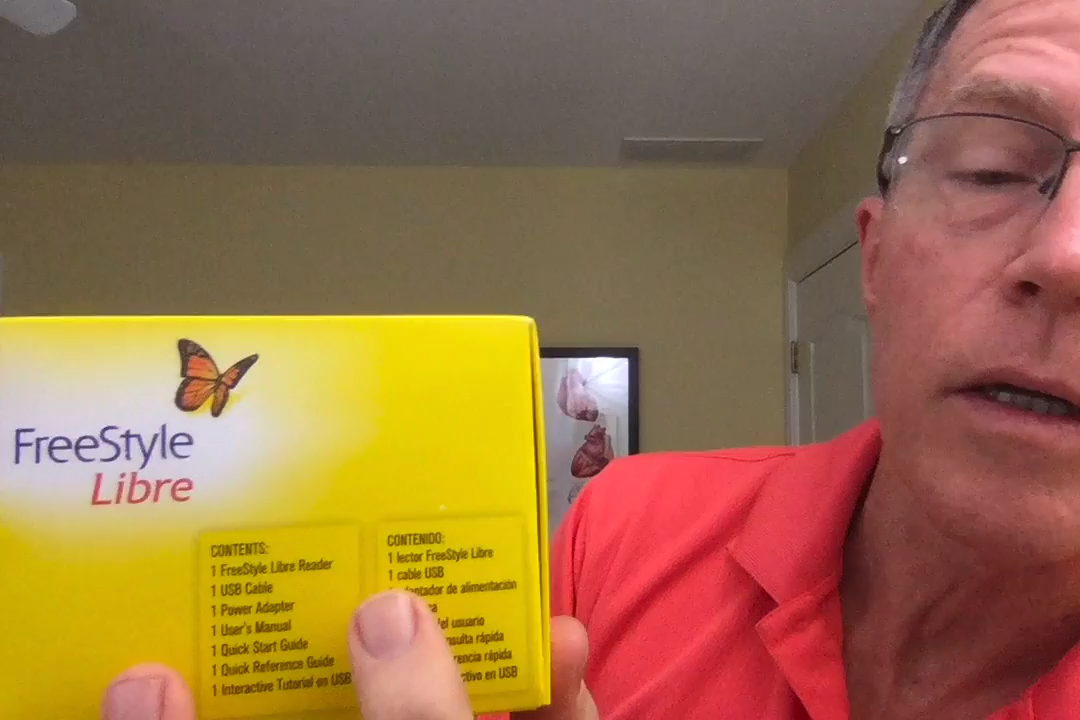 FreeStyle
Libre
CONTENTS:
1 FreeStyle Libre Reader
1 USB Cable
1 Power Adapter
1 User's Manual
1 Quick Start Guide
1 Quick Reference Guide
1 Interactive Tutorial on USB
CONTENIDO:
1 lector FreeStyle Libre
1 cable USB
de alimentación
usuario
rápida
rápida
en USB